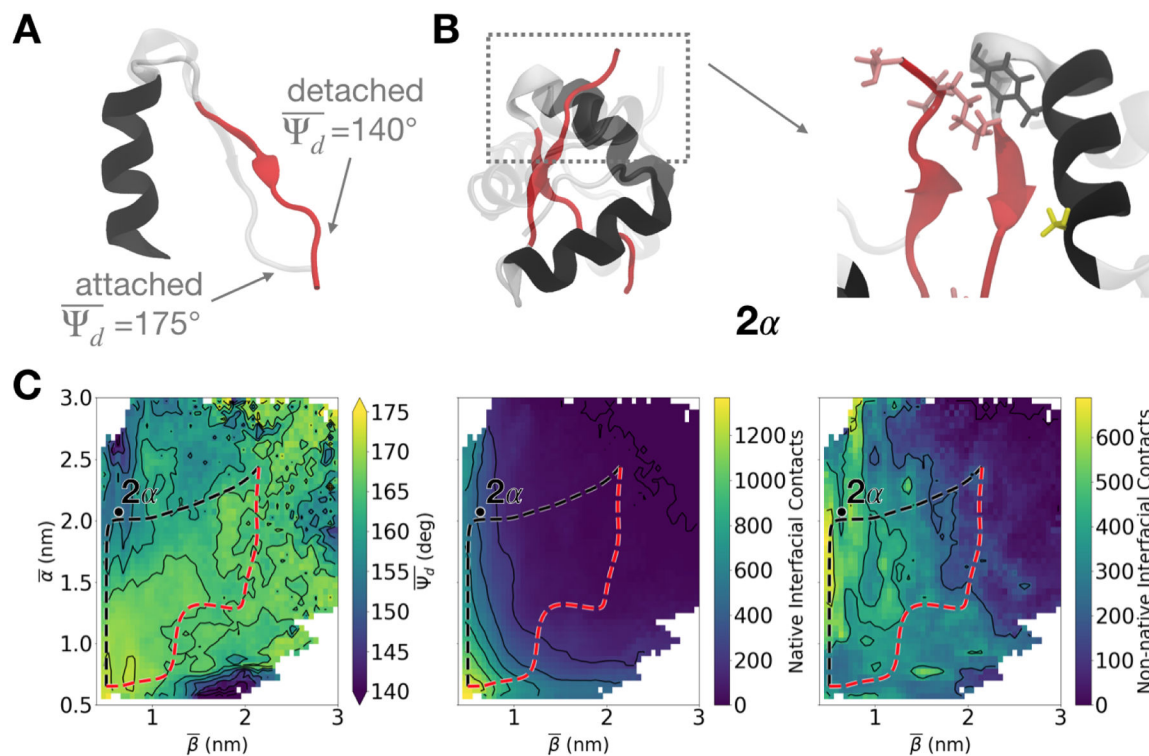 A
B
detached
Ψ_d =140°
attached
Ψ_d =175°
2α
C
3.0
2.5
2.0
1.5
1.0
0.5
α (nm)
2α
1
2
3
β (nm)
175
170
165
160
155
150
145
140
Ψ_d (deg)
2α
1
2
3
β (nm)
1200
1000
800
600
400
200
0
Native Interfacial Contacts
2α
1
2
3
β (nm)
600
500
400
300
200
100
0
Non-native Interfacial Contacts